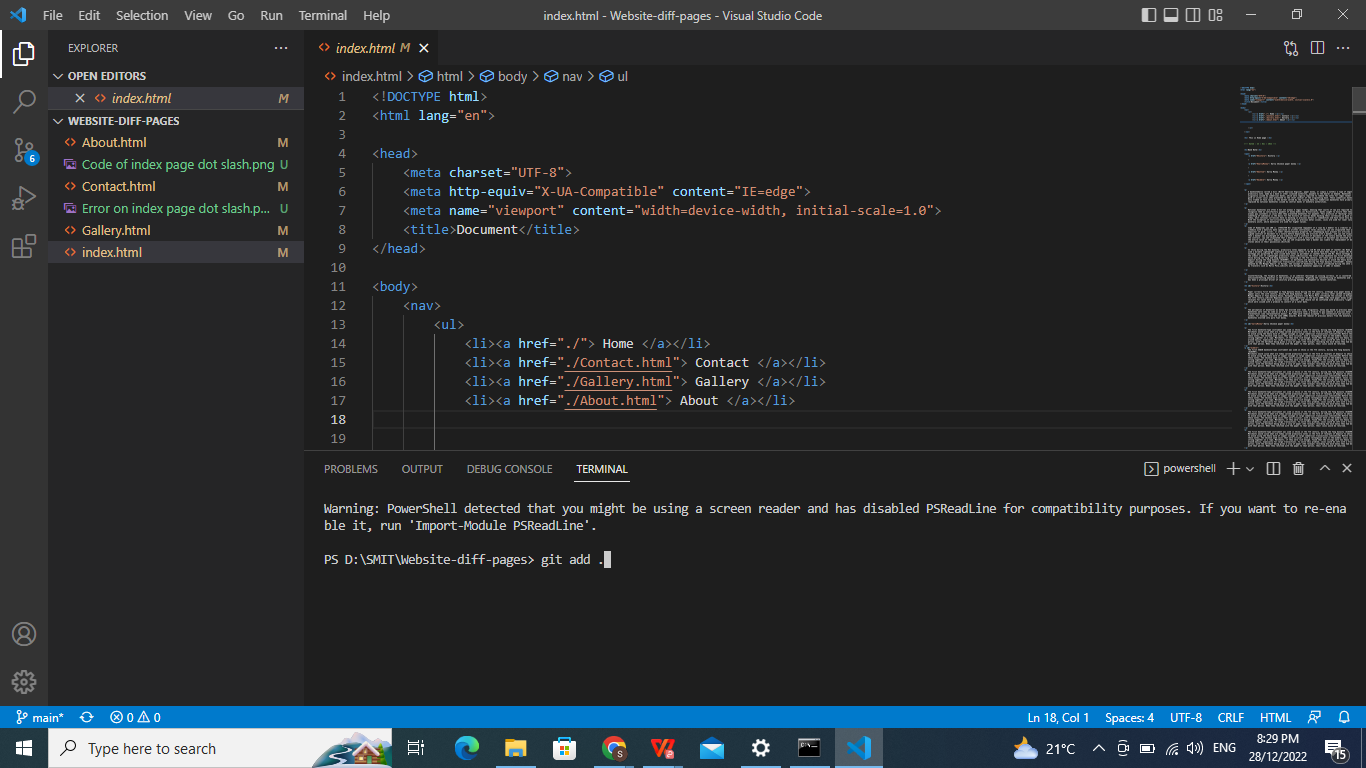 File Edit Selection View Go Run Terminal Help index.html - Website-diff-pages - Visual Studio Code
EXPLORER
OPEN EDITORS
index.html M
WEBSITE-DIFF-PAGES
About.html M
Code of index page dot slash.png U
Contact.html M
Error on index page dot slash.p... U
Gallery.html M
index.html M
6
index.html M
index.html > html > body > nav > ul
1 <!DOCTYPE html>
2 <html lang="en">
3
4 <head>
5 <meta charset="UTF-8">
6 <meta http-equiv="X-UA-Compatible" content="IE=edge">
7 <meta name="viewport" content="width=device-width, initial-scale=1.0">
8 <title>Document</title>
9 </head>
10
11 <body>
12 <nav>
13 <ul>
14 <li><a href="./"> Home </a></li>
15 <li><a href="./Contact.html"> Contact </a></li>
16 <li><a href="./Gallery.html"> Gallery </a></li>
17 <li><a href="./About.html"> About </a></li>
18
19
PROBLEMS OUTPUT DEBUG CONSOLE TERMINAL powershell
Warning: PowerShell detected that you might be using a screen reader and has disabled PSReadLine for compatibility purposes. If you want to re-ena
ble it, run 'Import-Module PSReadLine'.
PS D:\SMIT\Website-diff-pages> git add .
main* 0 0 Ln 18, Col 1 Spaces: 4 UTF-8 CRLF HTML
Type here to search
21°C ENG
8:29 PM
28/12/2022
15